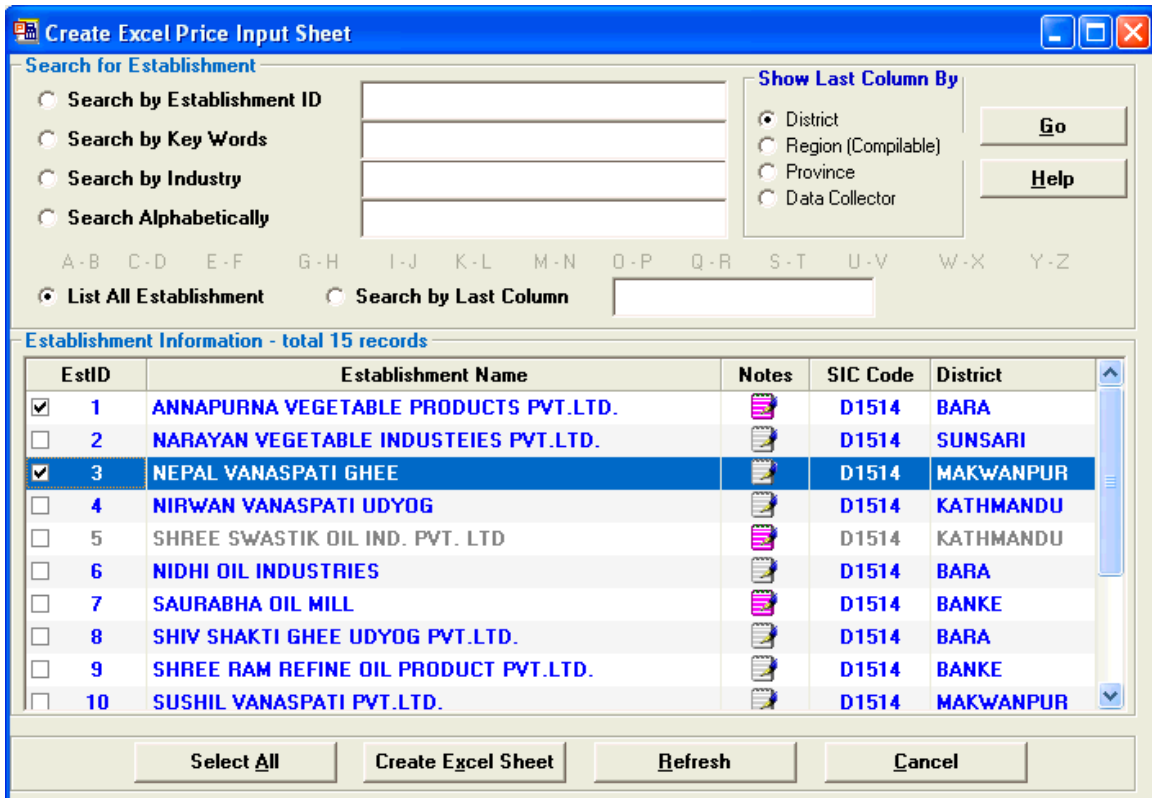 Create Excel Price Input Sheet
Search for Establishment
Show Last Column By
Search by Establishment ID
District
Go
Search by Key Words
Region (Compilable)
Search by Industry
Province
Help
Data Collector
Search Alphabetically
A - B C - D E - F G - H I - J K - L M - N O - P Q - R S - T U - V W - X Y - Z
List All Establishment Search by Last Column
Establishment Information - total 15 records
EstID Establishment Name Notes SIC Code District
1 ANNAPURNA VEGETABLE PRODUCTS PVT.LTD. D1514 BARA
2 NARAYAN VEGETABLE INDUSTEIES PVT.LTD. D1514 SUNSARI
3 NEPAL VANASPATI GHEE D1514 MAKWANPUR
4 NIRWAN VANASPATI UDYOG D1514 KATHMANDU
5 SHREE SWASTIK OIL IND. PVT. LTD D1514 KATHMANDU
6 NIDHI OIL INDUSTRIES D1514 BARA
7 SAURABHA OIL MILL D1514 BANKE
8 SHIV SHAKTI GHEE UDYOG PVT.LTD. D1514 BARA
9 SHREE RAM REFINE OIL PRODUCT PVT.LTD. D1514 BANKE
10 SUSHIL VANASPATI PVT.LTD. D1514 MAKWANPUR
Select All Create Excel Sheet Refresh Cancel